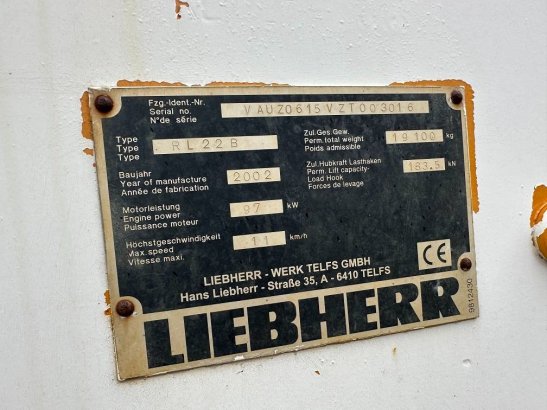 Fzg.-Ident.-Nr.
Serial no.
N°de série
VAUZ0615VZT003016
Type
Type
Type
RL22B
Zul.Ges.Gew.
Perm.total weight
Poids admissible
19100 kg
Baujahr
Year of manufacture
Année de fabrication
2002
Zul.Hubkraft Lasthaken
Perm. Lift capacity-
Load Hook
Forces de levage
183.5 kN
Motorleistung
Engine power
Puissance moteur
97 kW
Höchstgeschwindigkeit
Max.speed
Vitesse maxi.
11 km/h
CE
LIEBHERR - WERK TELFS GMBH
Hans Liebherr - Straße 35, A - 6410 TELFS
LIEBHERR
9812430